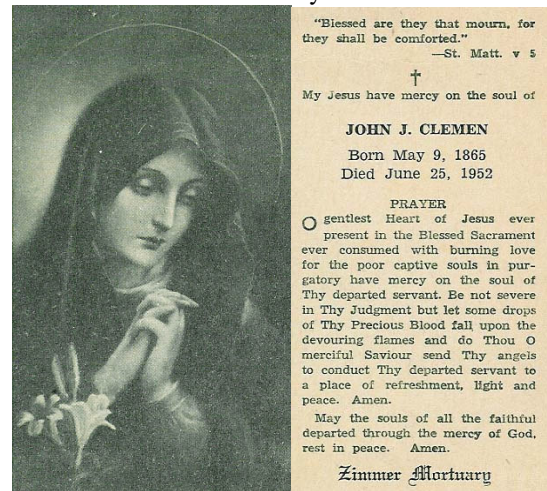 "Blessed are they that mourn, for
they shall be comforted."
—St. Matt. v 5
My Jesus have mercy on the soul of
JOHN J. CLEMEN
Born May 9, 1865
Died June 25, 1952
PRAYER
O gentlest Heart of Jesus ever
present in the Blessed Sacrament
ever consumed with burning love
for the poor captive souls in pur-
gatory have mercy on the soul of
Thy departed servant. Be not severe
in Thy Judgment but let some drops
of Thy Precious Blood fall upon the
devouring flames and do Thou O
merciful Saviour send Thy angels
to conduct Thy departed servant to
a place of refreshment, light and
peace. Amen.
May the souls of all the faithful
departed through the mercy of God,
rest in peace. Amen.
Zimmer Mortuary